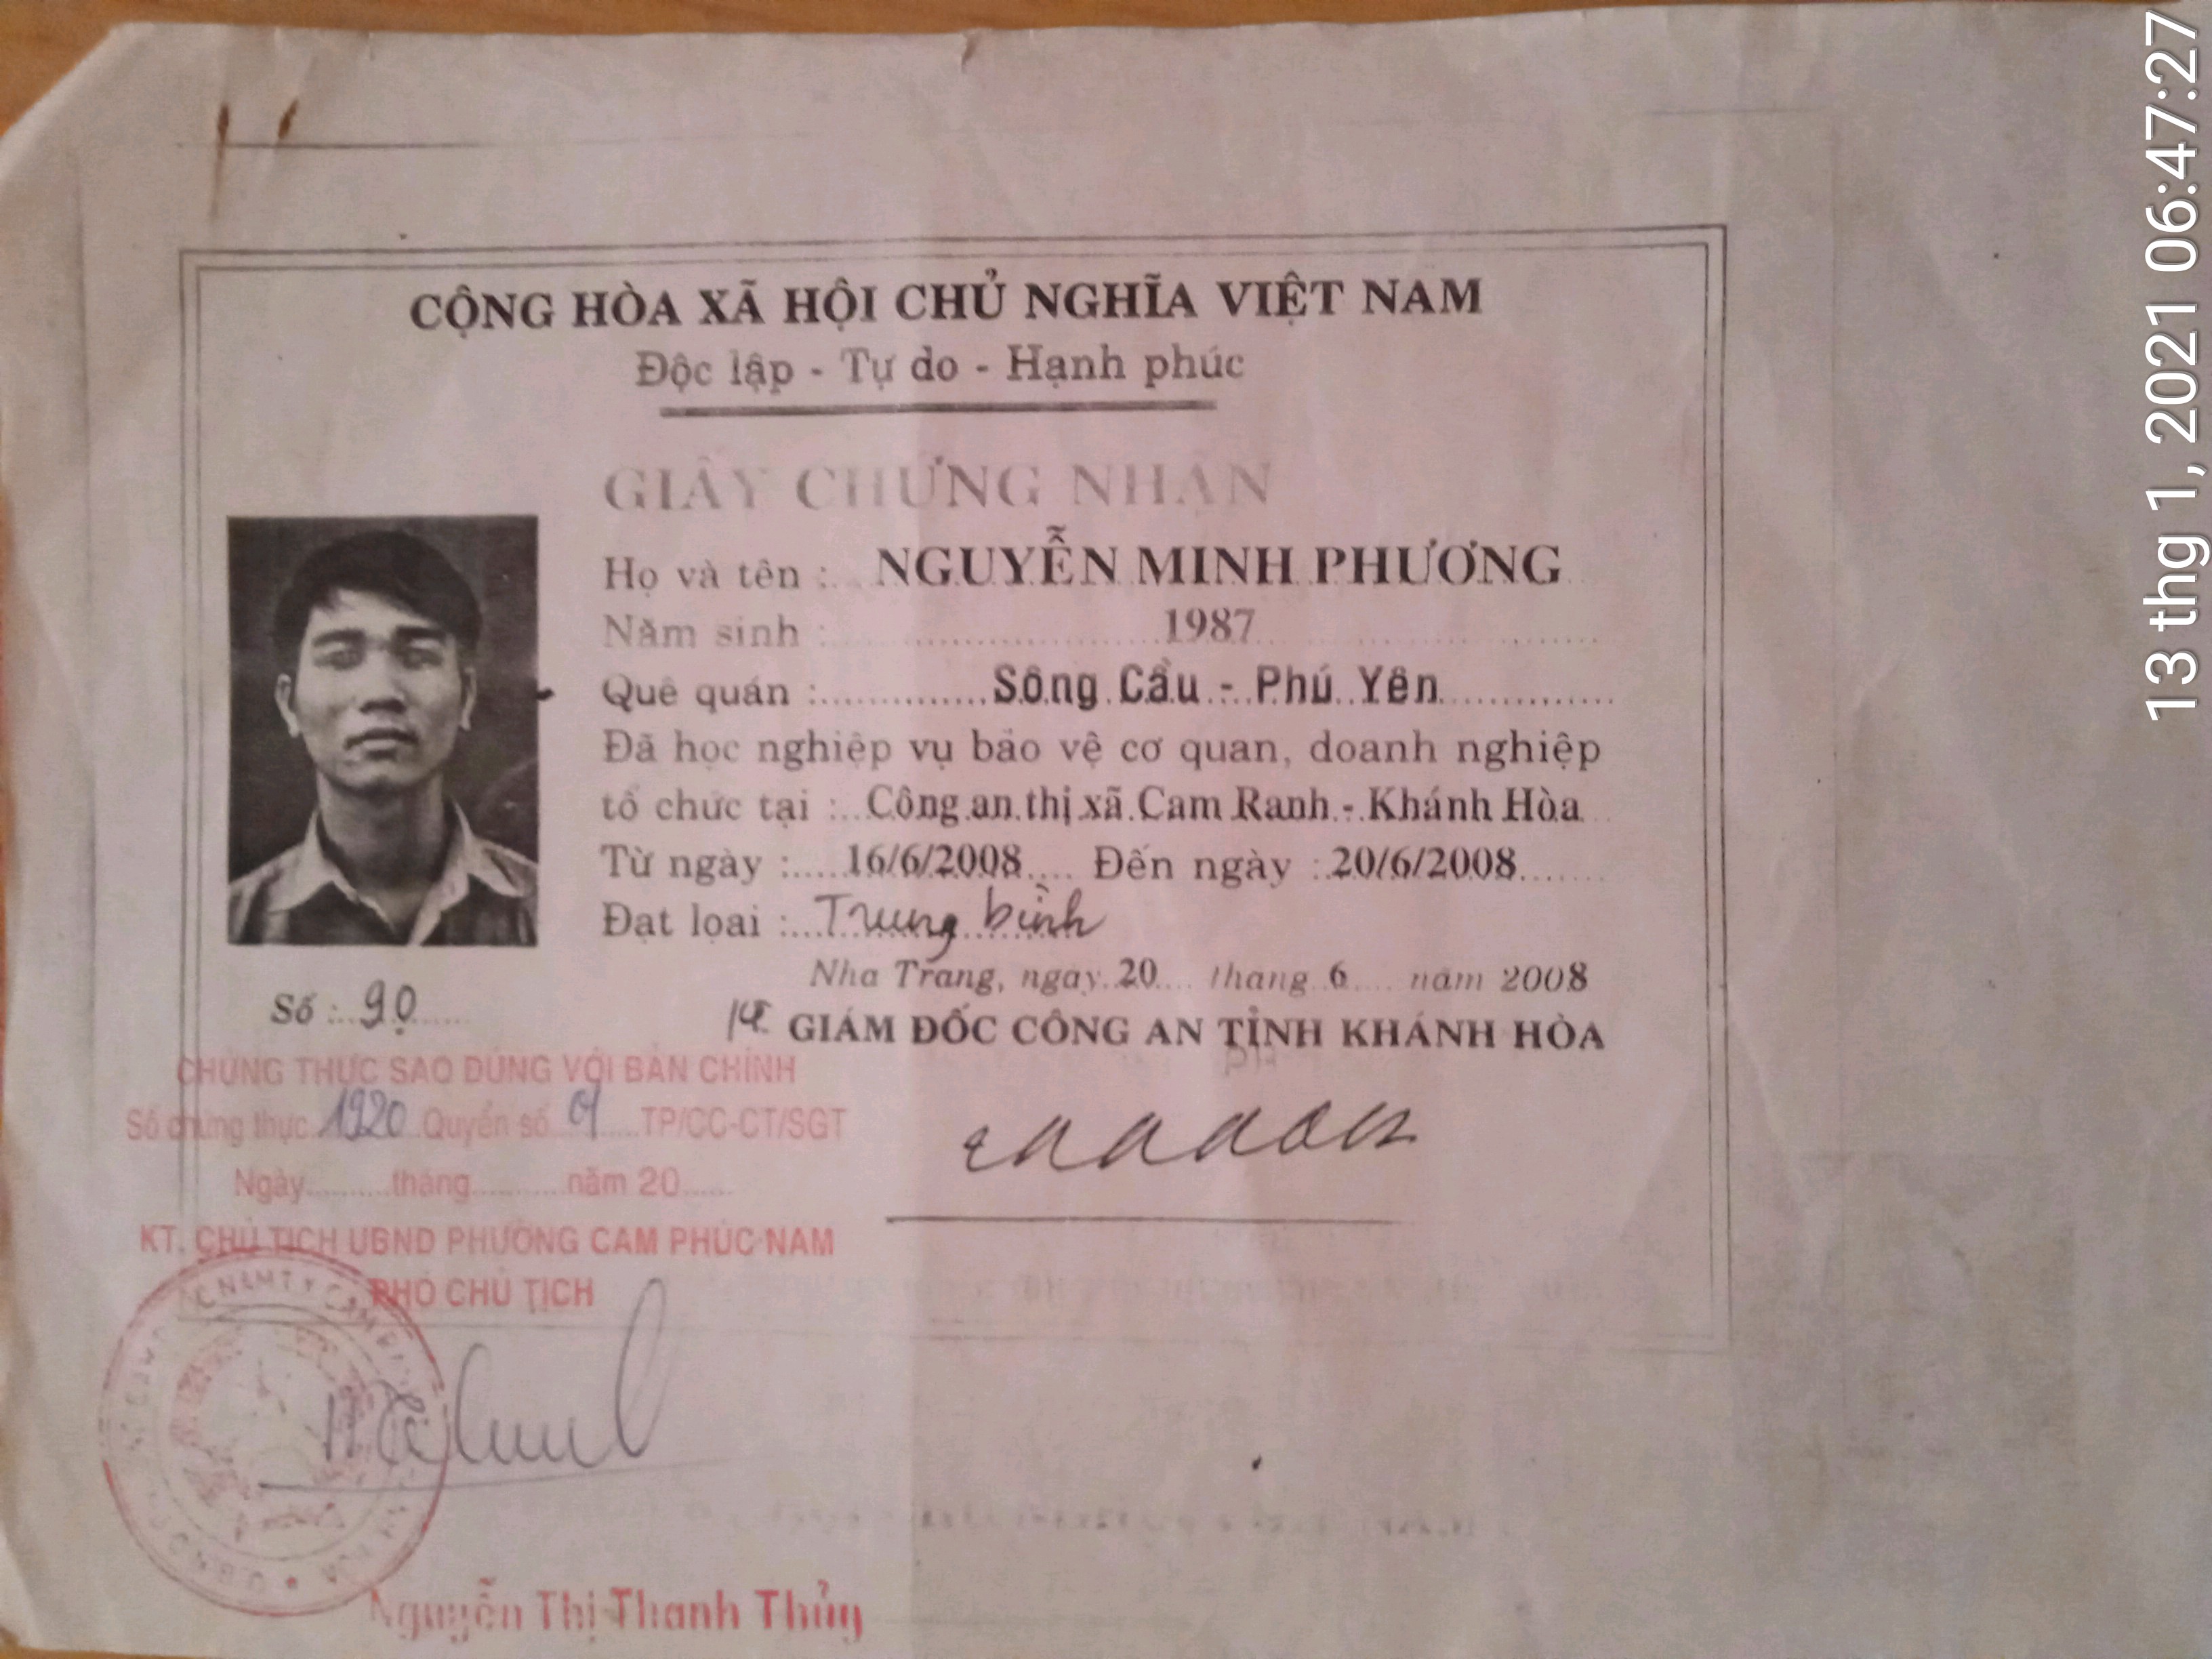 CỘNG HÒA XÃ HỘI CHỦ NGHĨA VIỆT NAM
Độc lập - Tự do - Hạnh phúc
GIẤY CHỨNG NHẬN
Họ và tên : NGUYỄN MINH PHƯƠNG
Năm sinh : 1987
Quê quán : Sông Cầu - Phú Yên
Đã học nghiệp vụ bảo vệ cơ quan, doanh nghiệp
tổ chức tại : Công an thị xã Cam Ranh - Khánh Hòa
Từ ngày : 16/6/2008 Đến ngày : 20/6/2008
Đạt loại : Trung bình
Nha Trang, ngày 20 tháng 6 năm 2008
GIÁM ĐỐC CÔNG AN TỈNH KHÁNH HÒA
Số : 90
CHỨNG THỰC SAO ĐÚNG VỚI BẢN CHÍNH
Số chứng thực 1920 Quyển số 01 TP/CC-CT/SGT
Ngày tháng năm 20
KT. CHỦ TỊCH UBND PHƯỜNG CAM PHÚC NAM
PHÓ CHỦ TỊCH
Nguyễn Thị Thanh Thủy
13 thg 1, 2021 06:47:27